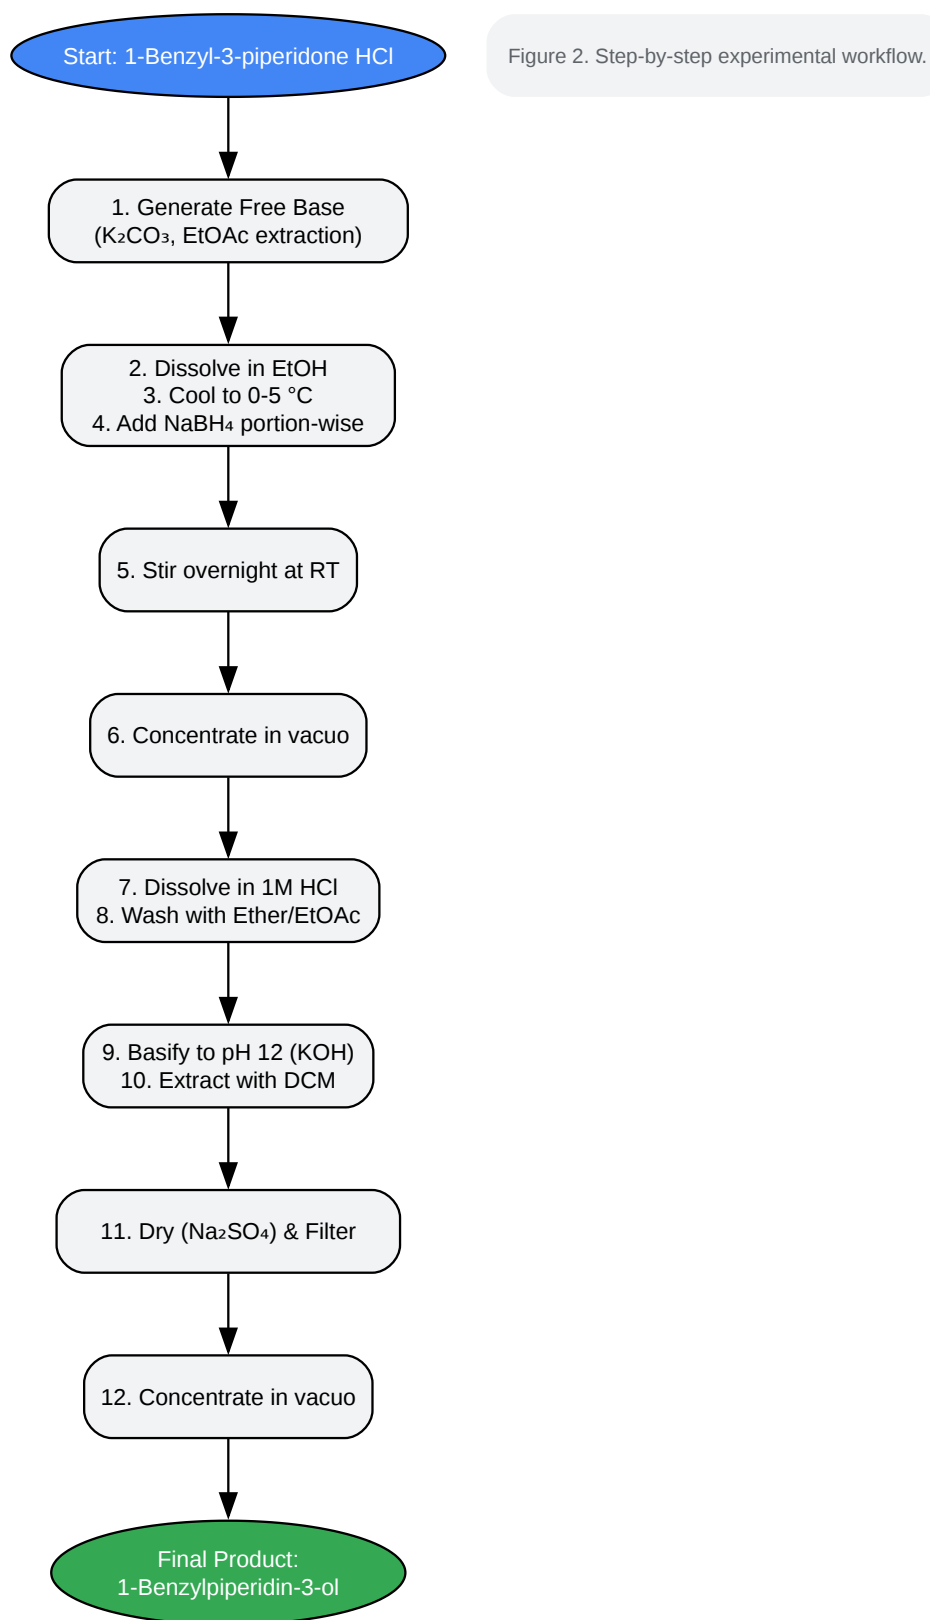 Start: 1-Benzyl-3-piperidone HCl
Figure 2. Step-by-step experimental workflow.
1. Generate Free Base
(K₂CO₃, EtOAc extraction)
2. Dissolve in EtOH
3. Cool to 0-5 °C
4. Add NaBH₄ portion-wise
5. Stir overnight at RT
6. Concentrate in vacuo
7. Dissolve in 1M HCl
8. Wash with Ether/EtOAc
9. Basify to pH 12 (KOH)
10. Extract with DCM
11. Dry (Na₂SO₄) & Filter
12. Concentrate in vacuo
Final Product:
1-Benzylpiperidin-3-ol